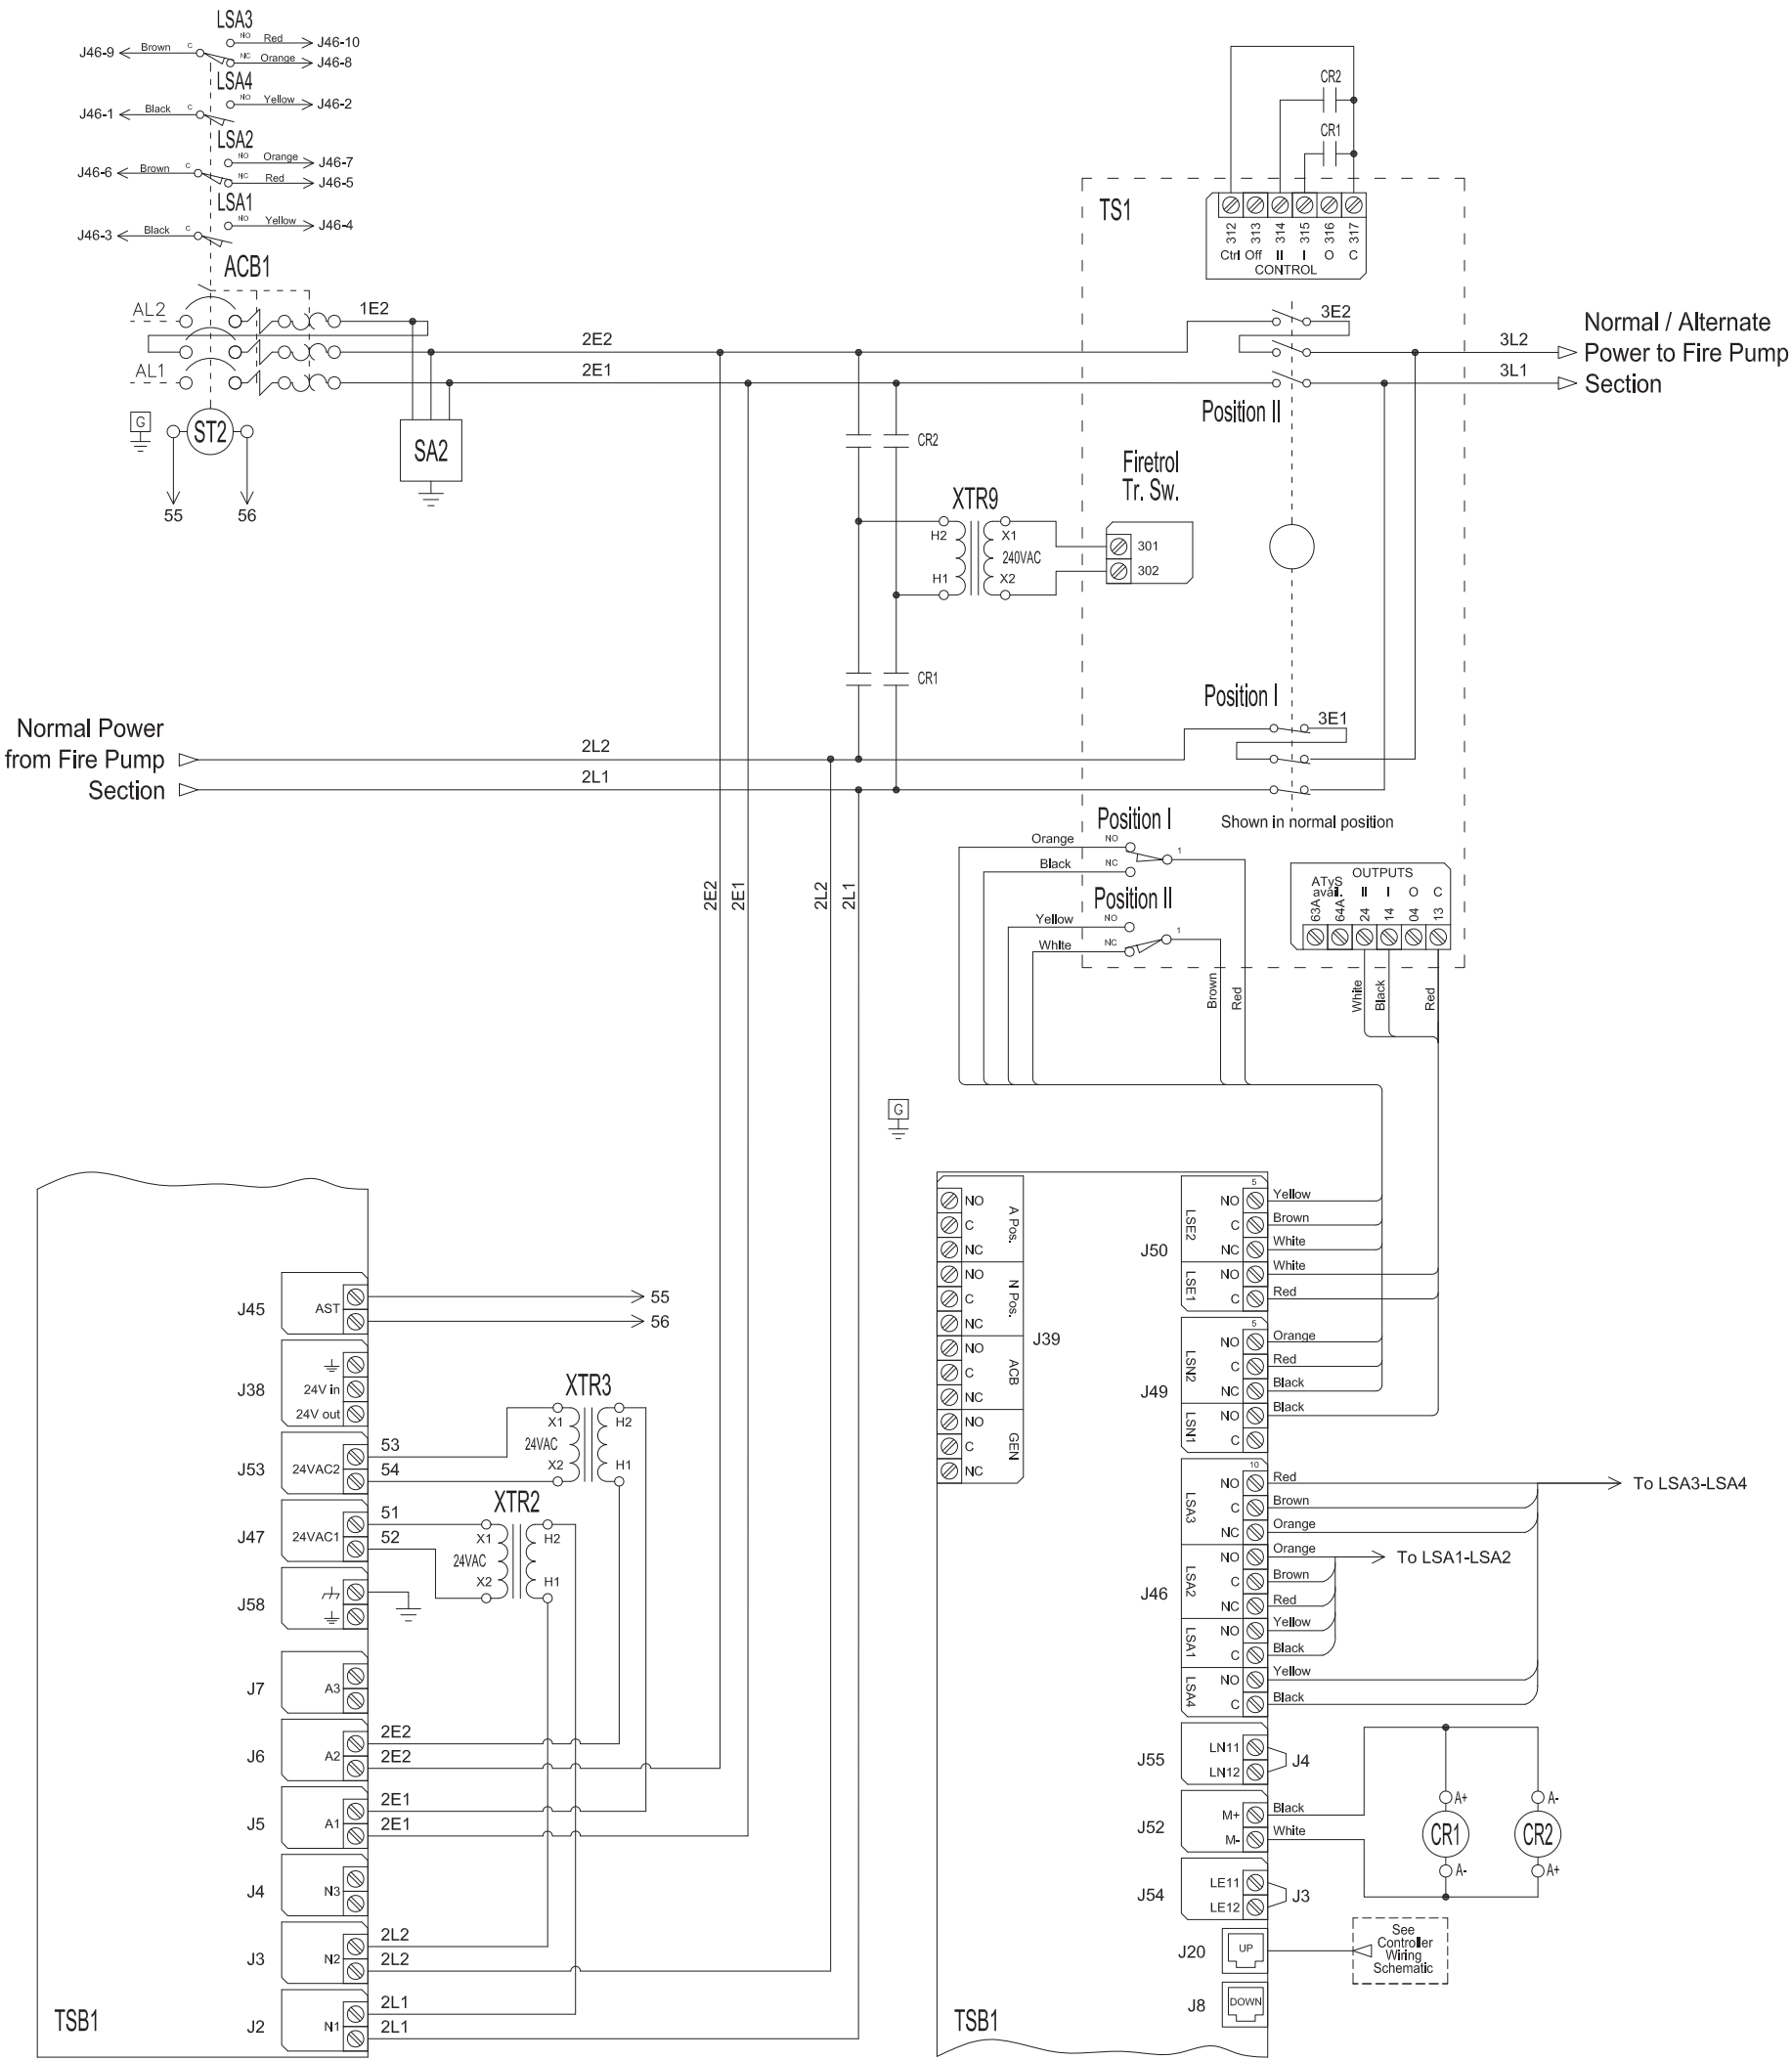 LSA3
J46-9
Brown
C
NO
Red
J46-10
NC
Orange
J46-8
LSA4
NO
Yellow
J46-2
J46-1
Black
C
LSA2
NO
Orange
J46-7
J46-6
Brown
C
NC
Red
J46-5
LSA1
NO
Yellow
J46-4
J46-3
Black
C
ACB1
AL2
1E2
2E2
AL1
2E1
G
ST2
SA2
55
56
CR2
CR1
TS1
312
313
314
315
316
317
Ctrl
Off
II
I
O
C
CONTROL
3E2
3L2
3L1
Normal / Alternate
Power to Fire Pump
Section
Position II
CR2
Firetrol
Tr. Sw.
XTR9
H2
X1
240VAC
H1
X2
301
302
CR1
Position I
3E1
Normal Power
from Fire Pump
Section
2L2
2L1
Shown in normal position
Position I
Orange
NO
1
Black
NC
Position II
Yellow
NO
1
White
NC
2E2
2E1
2L2
2L1
Brown
Red
OUTPUTS
ATyS
avail.
II
I
O
C
63A
64A
24
14
04
13
White
Black
Red
G
J45
AST
55
56
J38
24V in
24V out
J53
24VAC2
53
54
XTR3
X1
24VAC
X2
H2
H1
J47
24VAC1
51
52
XTR2
X1
24VAC
X2
H2
H1
J58
J7
A3
J6
A2
2E2
2E2
J5
A1
2E1
2E1
J4
N3
J3
N2
2L2
2L2
J2
N1
2L1
2L1
TSB1
NO
C
NC
A Pos.
NO
C
NC
N Pos.
NO
C
NC
ACB
NO
C
NC
GEN
J39
J50
LSE2
5
NO
Yellow
C
Brown
NC
White
LSE1
NO
White
C
Red
J49
LSN2
5
NO
Orange
C
Red
NC
Black
LSN1
NO
Black
C
J46
LSA3
10
NO
Red
C
Brown
NC
Orange
To LSA3-LSA4
LSA2
NO
Orange
C
Brown
NC
Red
To LSA1-LSA2
LSA1
NO
Yellow
C
Black
LSA4
NO
Yellow
C
Black
J55
LN11
LN12
J4
J52
M+
Black
M-
White
A+
CR1
A-
A-
CR2
A+
J54
LE11
LE12
J3
J20
UP
See
Controller
Wiring
Schematic
J8
DOWN
TSB1